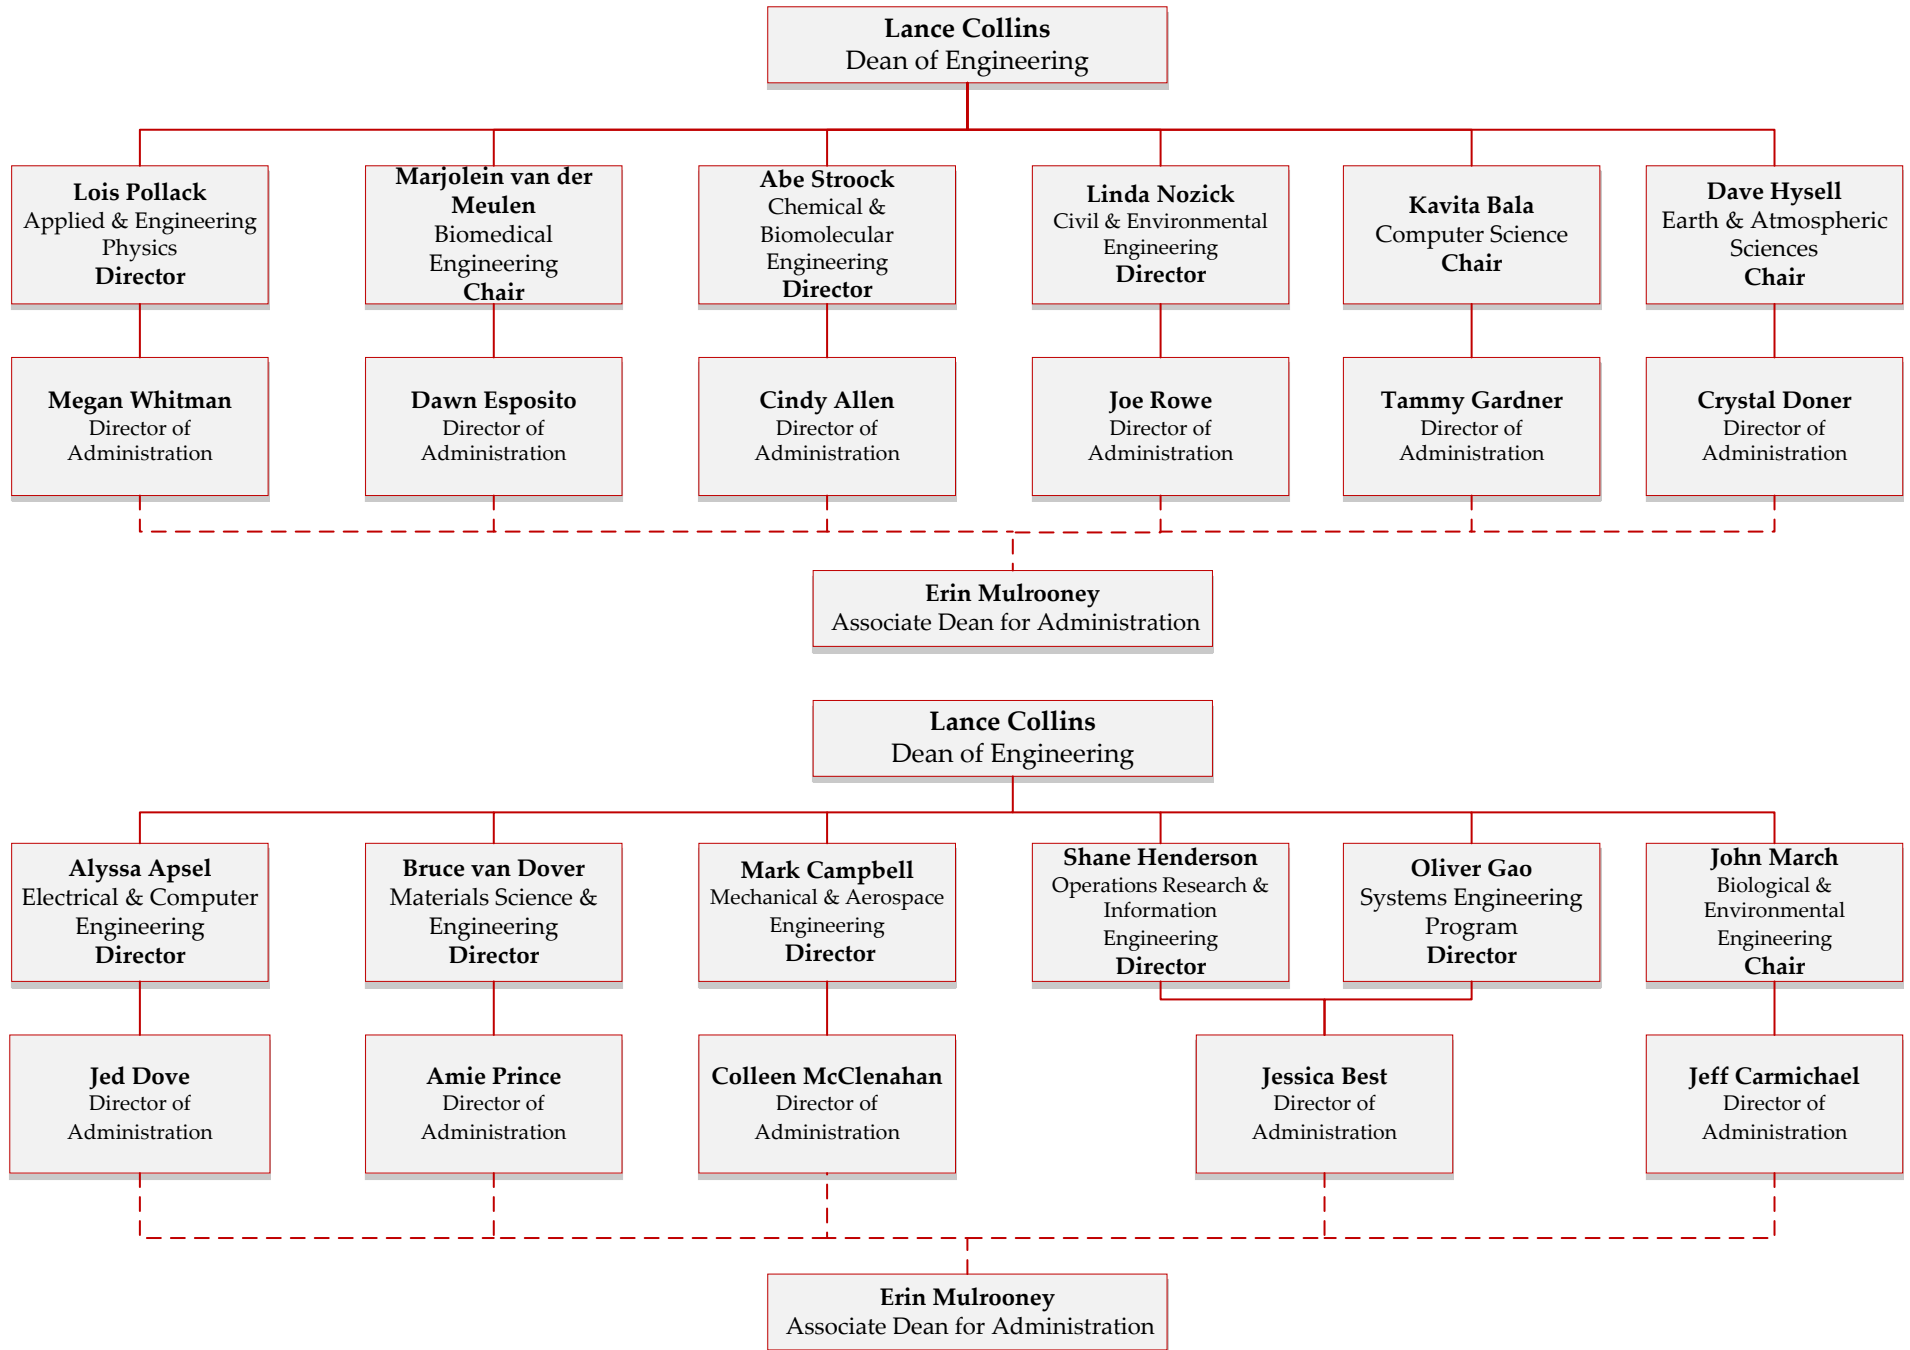 Lance Collins
Dean of Engineering
Lois Pollack
Applied & Engineering
Physics
Director
Marjolein van der
Meulen
Biomedical
Engineering
Chair
Abe Stroock
Chemical &
Biomolecular
Engineering
Director
Linda Nozick
Civil & Environmental
Engineering
Director
Kavita Bala
Computer Science
Chair
Dave Hysell
Earth & Atmospheric
Sciences
Chair
Megan Whitman
Director of
Administration
Dawn Esposito
Director of
Administration
Cindy Allen
Director of
Administration
Joe Rowe
Director of
Administration
Tammy Gardner
Director of
Administration
Crystal Doner
Director of
Administration
Erin Mulrooney
Associate Dean for Administration
Lance Collins
Dean of Engineering
Alyssa Apsel
Electrical & Computer
Engineering
Director
Bruce van Dover
Materials Science &
Engineering
Director
Mark Campbell
Mechanical & Aerospace
Engineering
Director
Shane Henderson
Operations Research &
Information
Engineering
Director
Oliver Gao
Systems Engineering
Program
Director
John March
Biological &
Environmental
Engineering
Chair
Jed Dove
Director of
Administration
Amie Prince
Director of
Administration
Colleen McClenahan
Director of
Administration
Jessica Best
Director of
Administration
Jeff Carmichael
Director of
Administration
Erin Mulrooney
Associate Dean for Administration